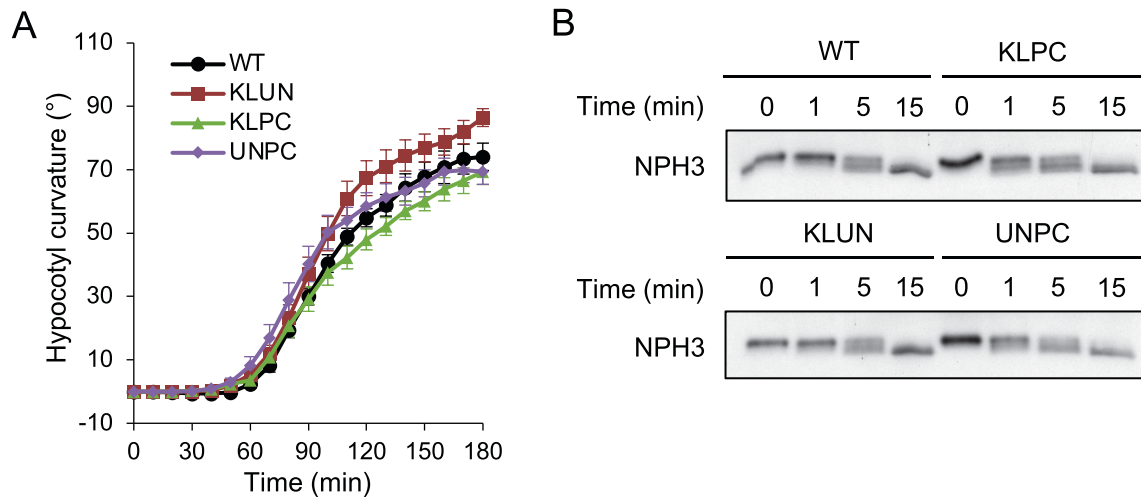 A
110
90
70
50
30
10
-10
Hypocotyl curvature (°)
WT
KLUN
KLPC
UNPC
0 30 60 90 120 150 180
Time (min)
B
WT KLPC
Time (min) 0 1 5 15 0 1 5 15
NPH3
KLUN UNPC
Time (min) 0 1 5 15 0 1 5 15
NPH3